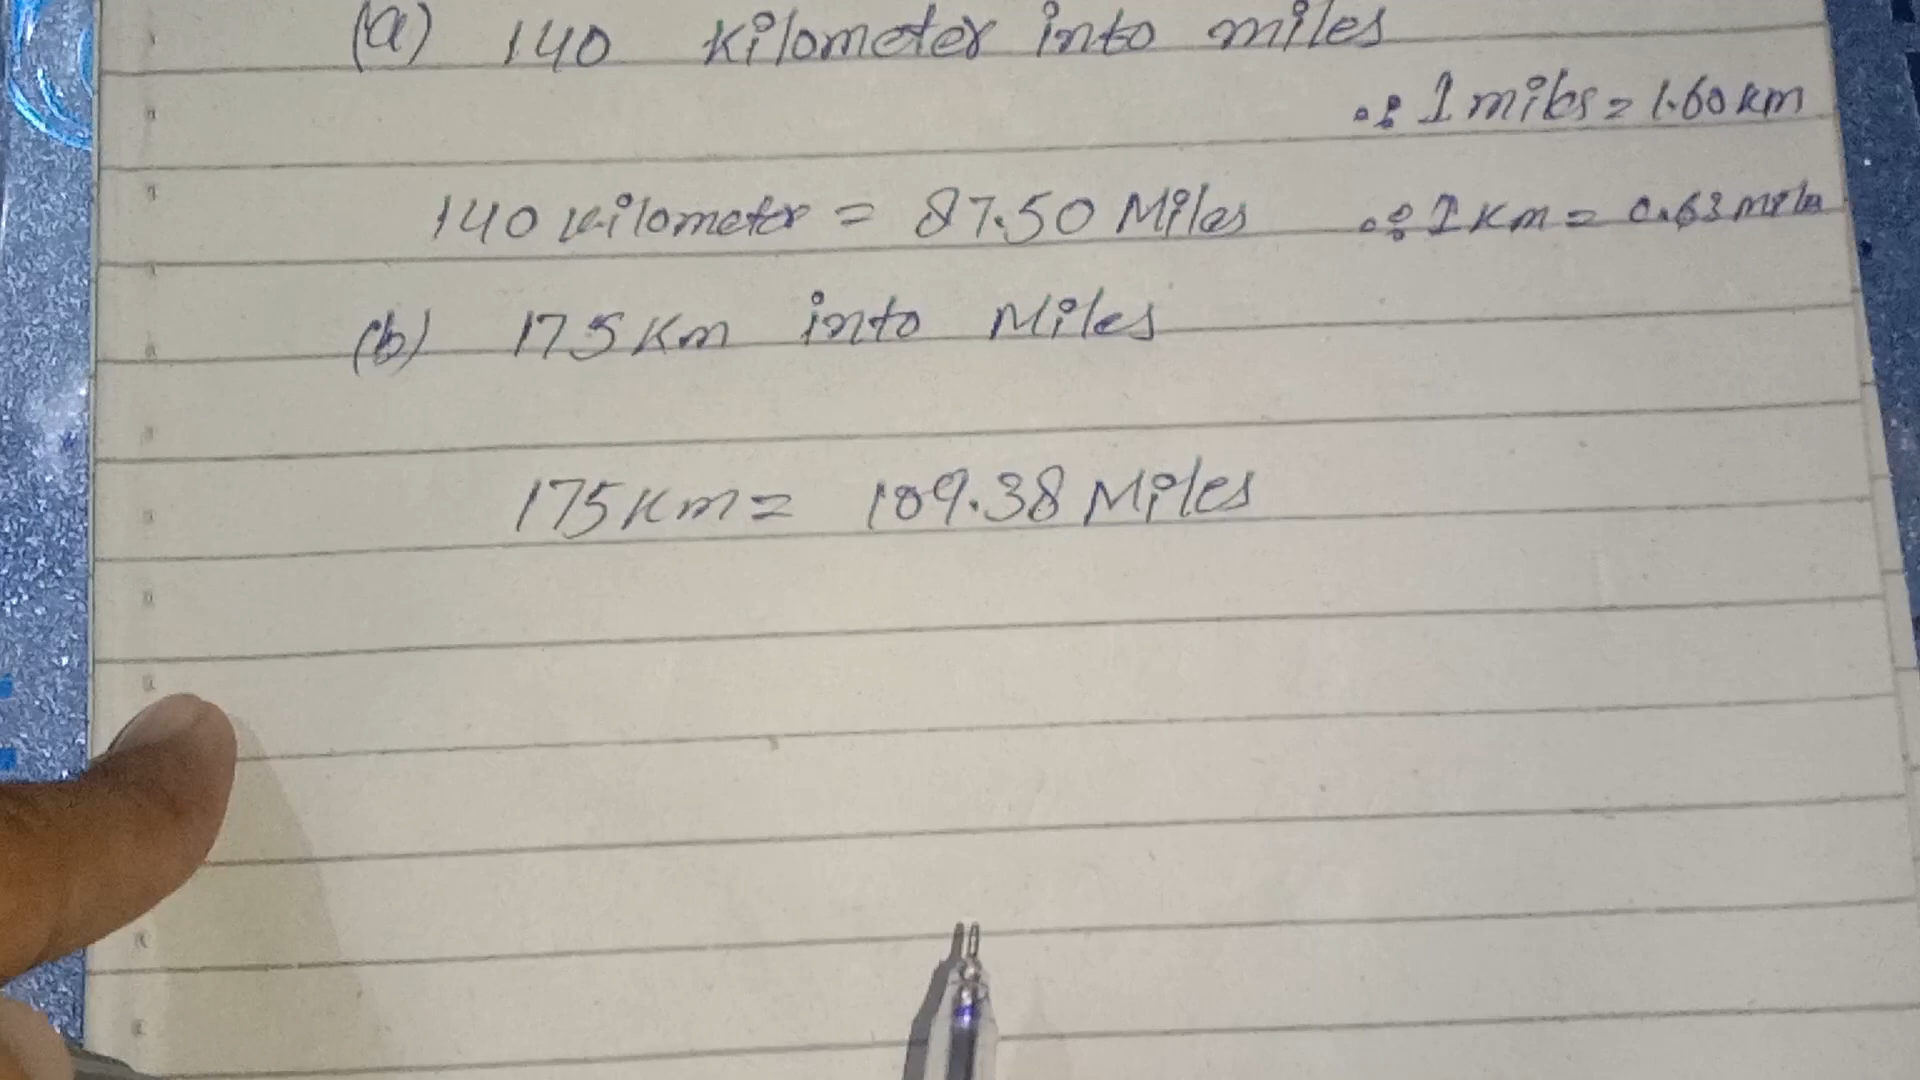 (a) 140 Kilometer into miles
∴ 1 miles = 1.60 km
140 kilometer = 87.50 Miles ∴ 1 Km = 0.63 mile
(b) 175 Km into Miles
175 Km = 109.38 Miles